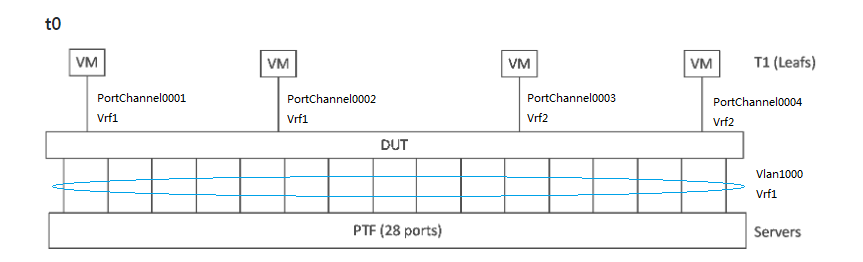 t0
VM
VM
VM
VM
T1 (Leafs)
PortChannel0001
Vrf1
PortChannel0002
Vrf1
PortChannel0003
Vrf2
PortChannel0004
Vrf2
DUT
Vlan1000
Vrf1
PTF (28 ports)
Servers